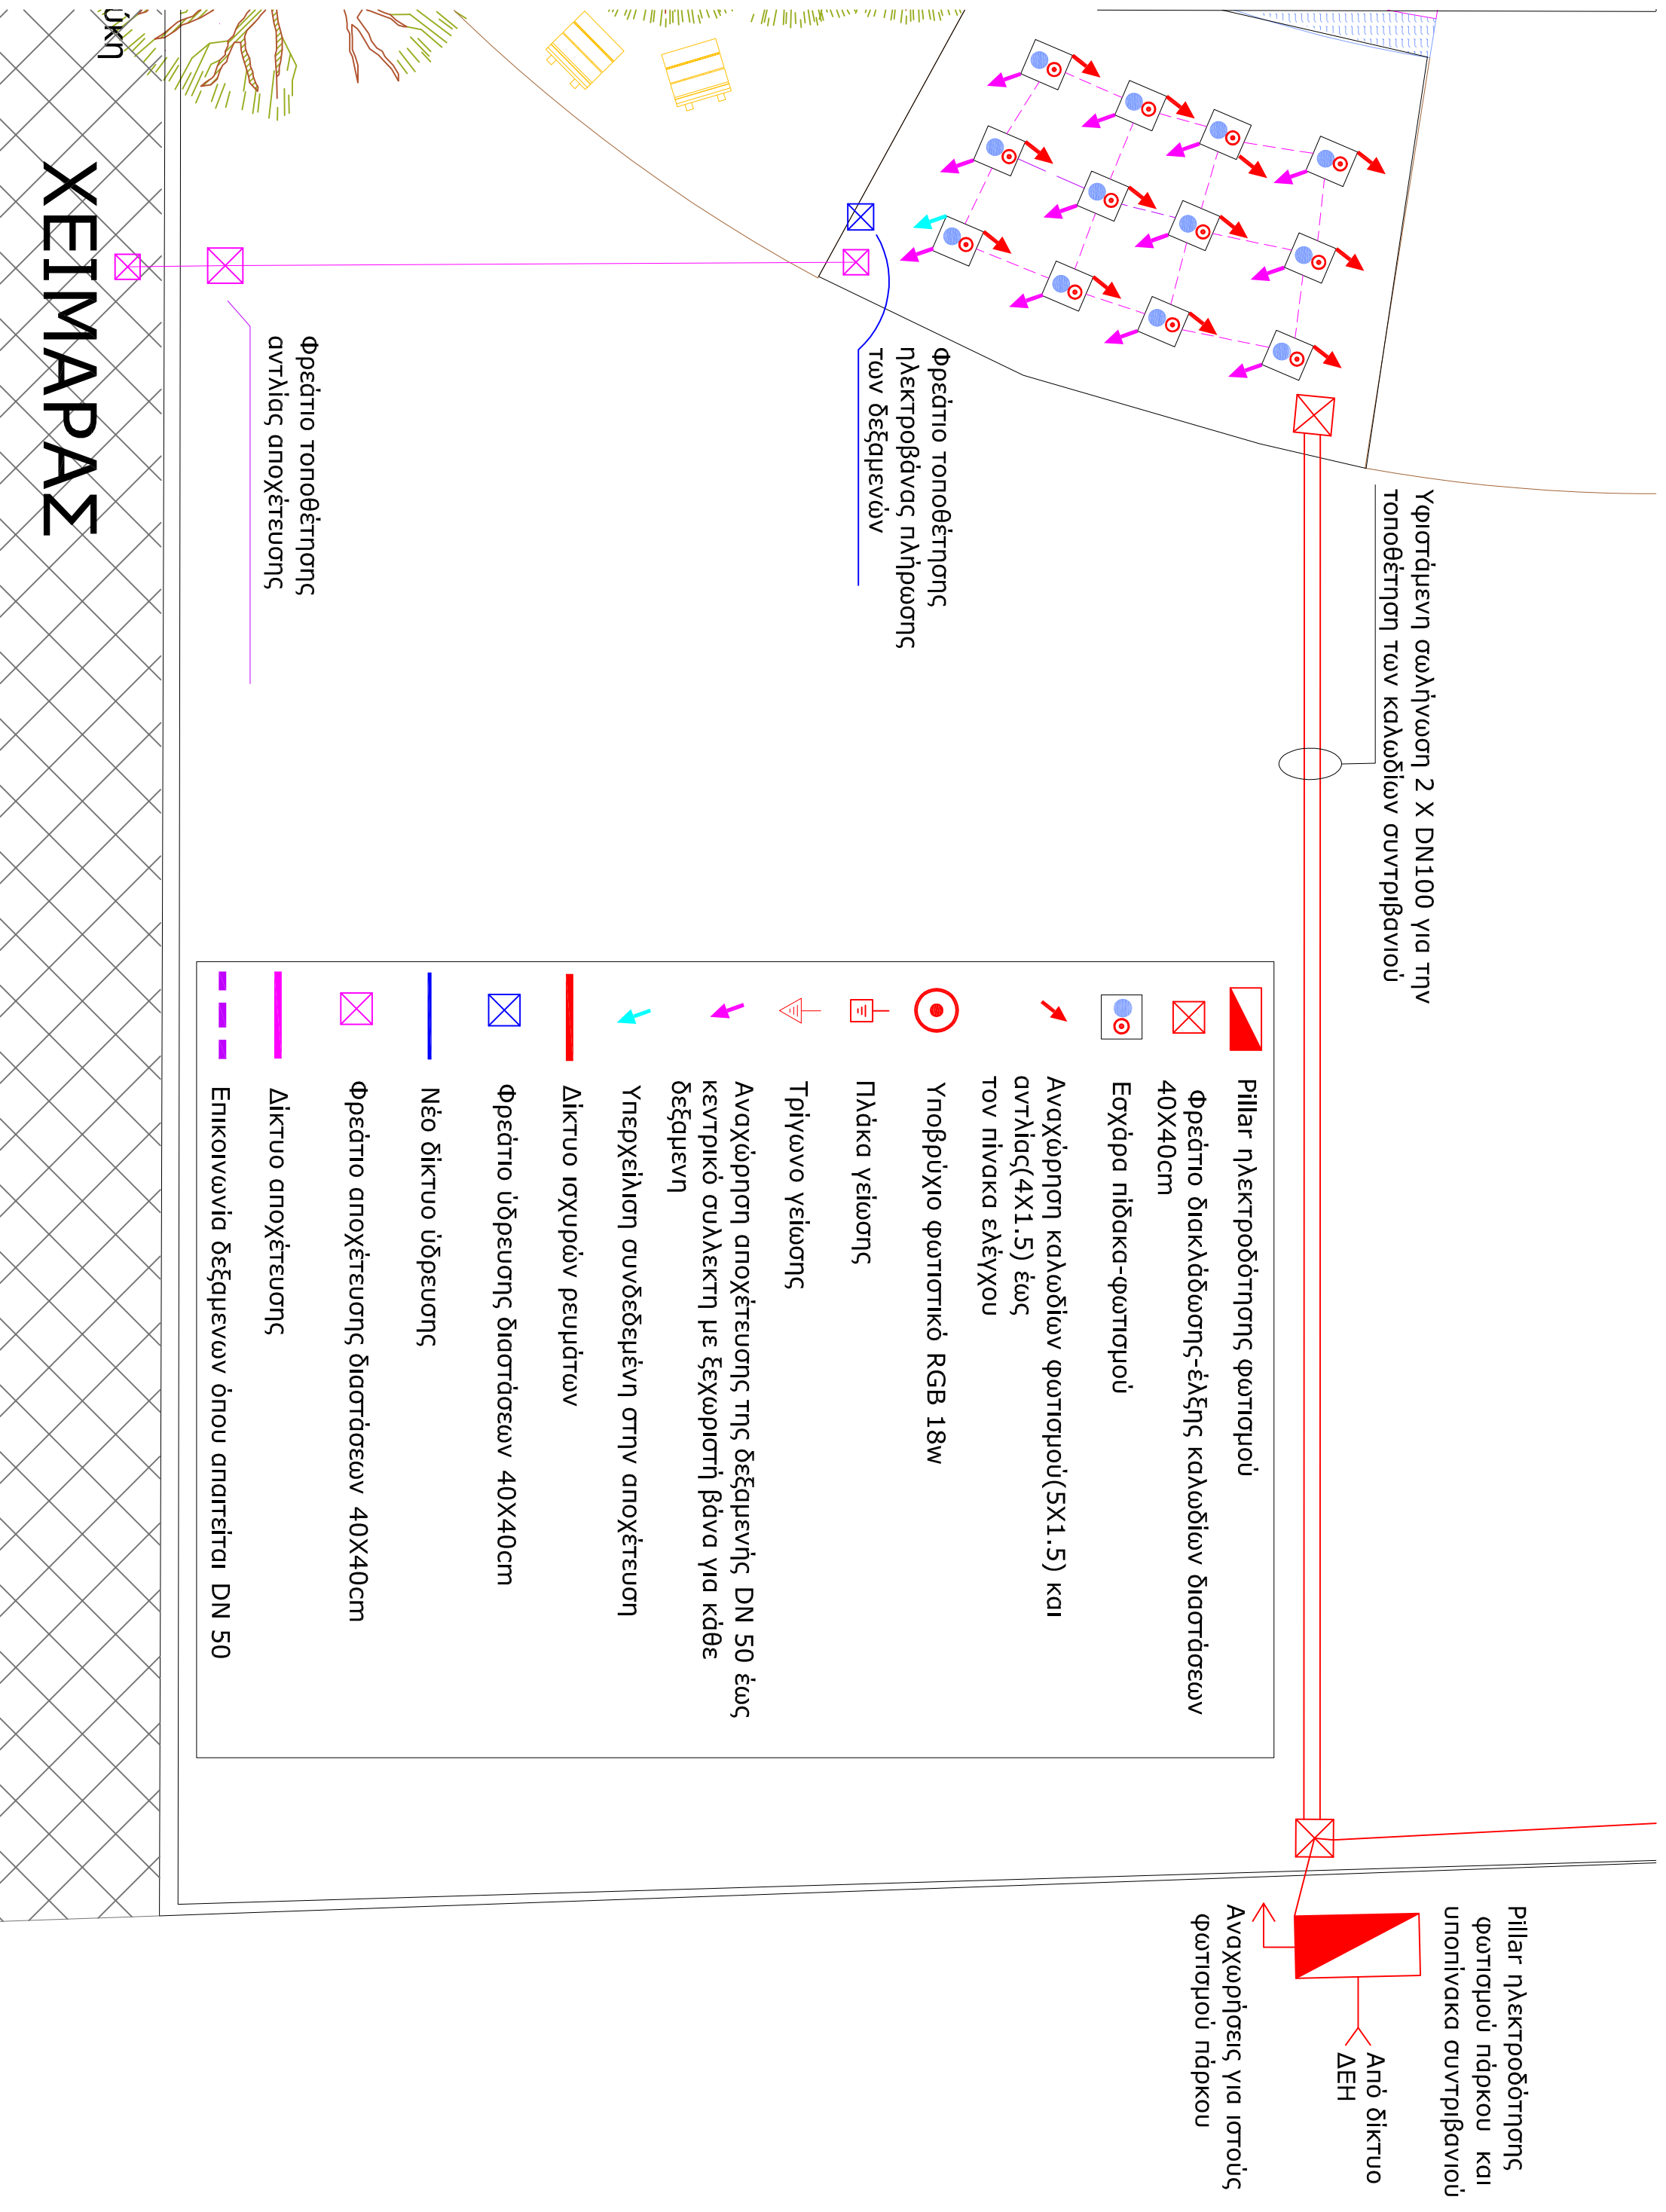 Υφιστάμενη σωλήνωση 2 Χ DN100 για την
τοποθέτηση των καλωδίων συντριβανιού
Pillar ηλεκτροδότησης
φωτισμού πάρκου και
υποπίνακα συντριβανιού
Από δίκτυο
ΔΕΗ
Αναχωρήσεις για ιστούς
φωτισμού πάρκου
Φρεάτιο τοποθέτησης
ηλεκτροβάνας πλήρωσης
των δεξαμενών
Φρεάτιο τοποθέτησης
αντλίας αποχέτευσης
Pillar ηλεκτροδότησης φωτισμού
Φρεάτιο διακλάδωσης-έλξης καλωδίων διαστάσεων
40Χ40cm
Εσχάρα πίδακα-φωτισμού
Αναχώρηση καλωδίων φωτισμού(5Χ1.5) και
αντλίας(4Χ1.5) έως
τον πίνακα ελέγχου
Υποβρύχιο φωτιστικό RGB 18w
Πλάκα γείωσης
Τρίγωνο γείωσης
Αναχώρηση αποχέτευσης της δεξαμενής DN 50 έως
κεντρικό συλλεκτη με ξεχωριστή βάνα για κάθε
δεξαμενη
Υπερχείλιση συνδεδεμένη στην αποχέτευση
Δίκτυο ισχυρών ρευμάτων
Φρεάτιο ύδρευσης διαστάσεων 40Χ40cm
Νέο δίκτυο ύδρευσης
Φρεάτιο αποχέτευσης διαστάσεων 40Χ40cm
Δίκτυο αποχέτευσης
Επικοινωνία δεξαμενων όπου απαιτείται DN 50
ύκη
ΧΕΙΜΑΡΑΣ